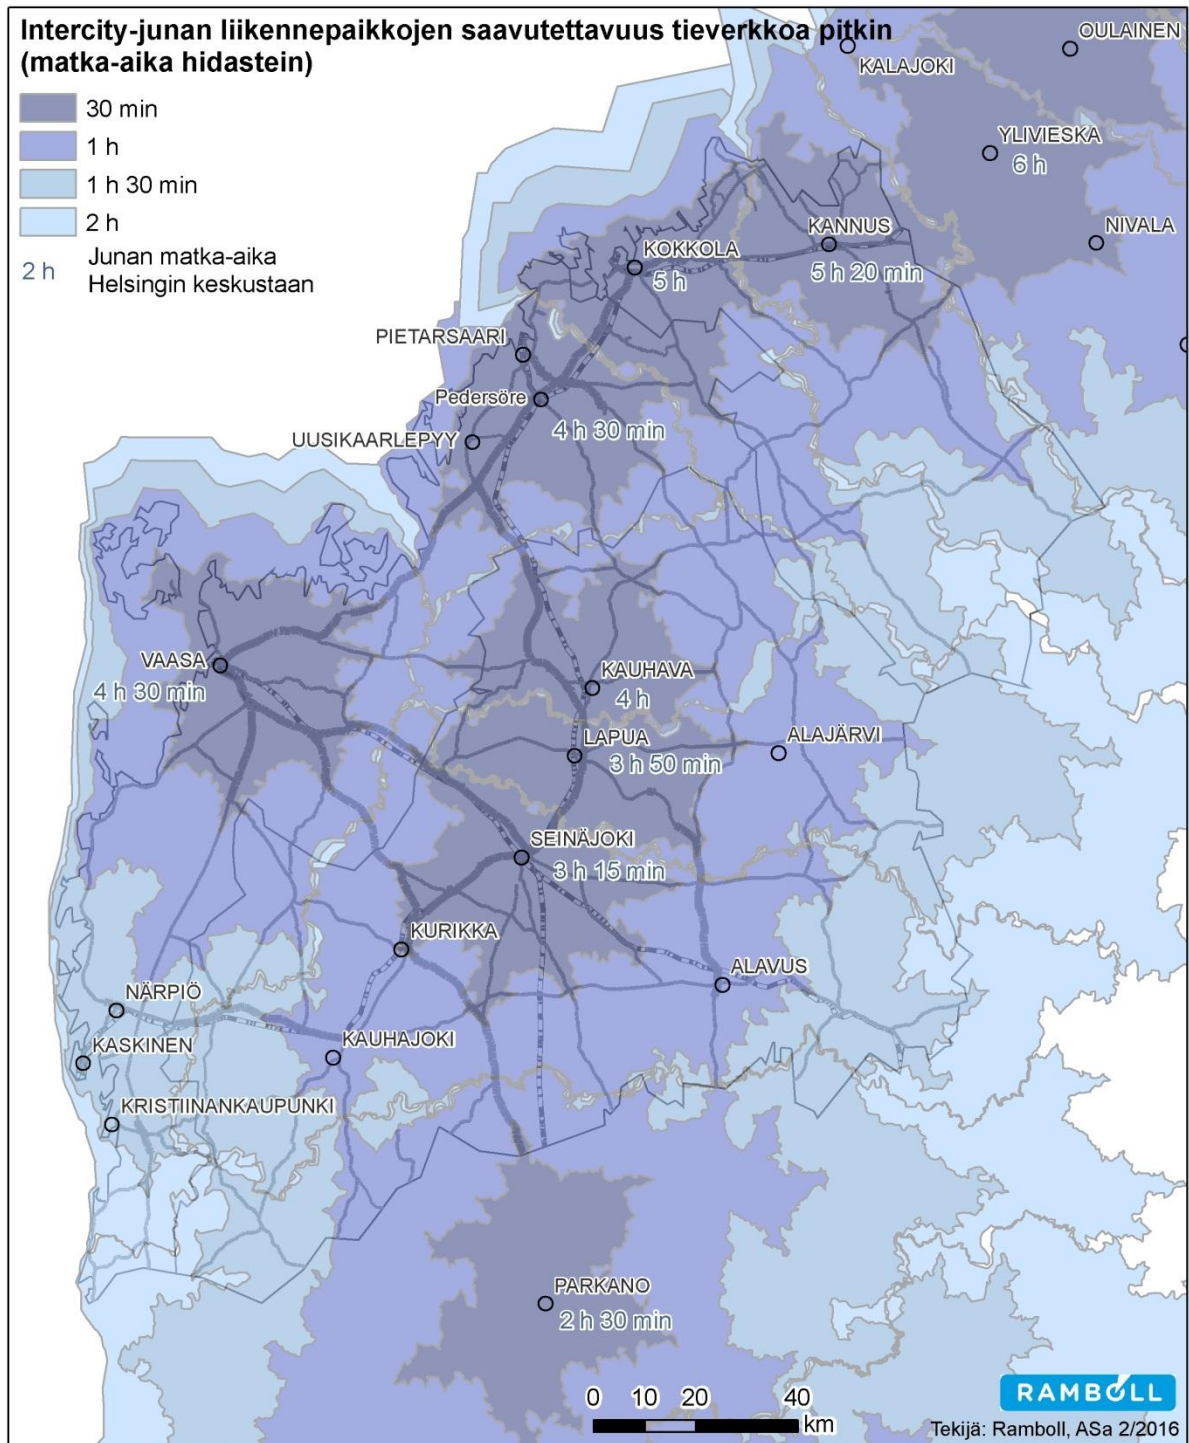 Intercity-junan liikennepaikkojen saavutettavuus tieverkkoa pitkin
(matka-aika hidastein)
30 min
1 h
1 h 30 min
2 h
2 h Junan matka-aika
Helsingin keskustaan
OULAINEN
KALAJOKI
YLIVIESKA
6 h
NIVALA
KANNUS
5 h 20 min
KOKKOLA
5 h
PIETARSAARI
Pedersöre
4 h 30 min
UUSIKAARLEPYY
VAASA
4 h 30 min
KAUHAVA
4 h
LAPUA
3 h 50 min
ALAJÄRVI
SEINÄJOKI
3 h 15 min
KURIKKA
ALAVUS
NÄRPIÖ
KASKINEN
KAUHAJOKI
KRISTIINANKAUPUNKI
PARKANO
2 h 30 min
0 10 20 40
km
RAMBOLL
Tekijä: Ramboll, ASa 2/2016